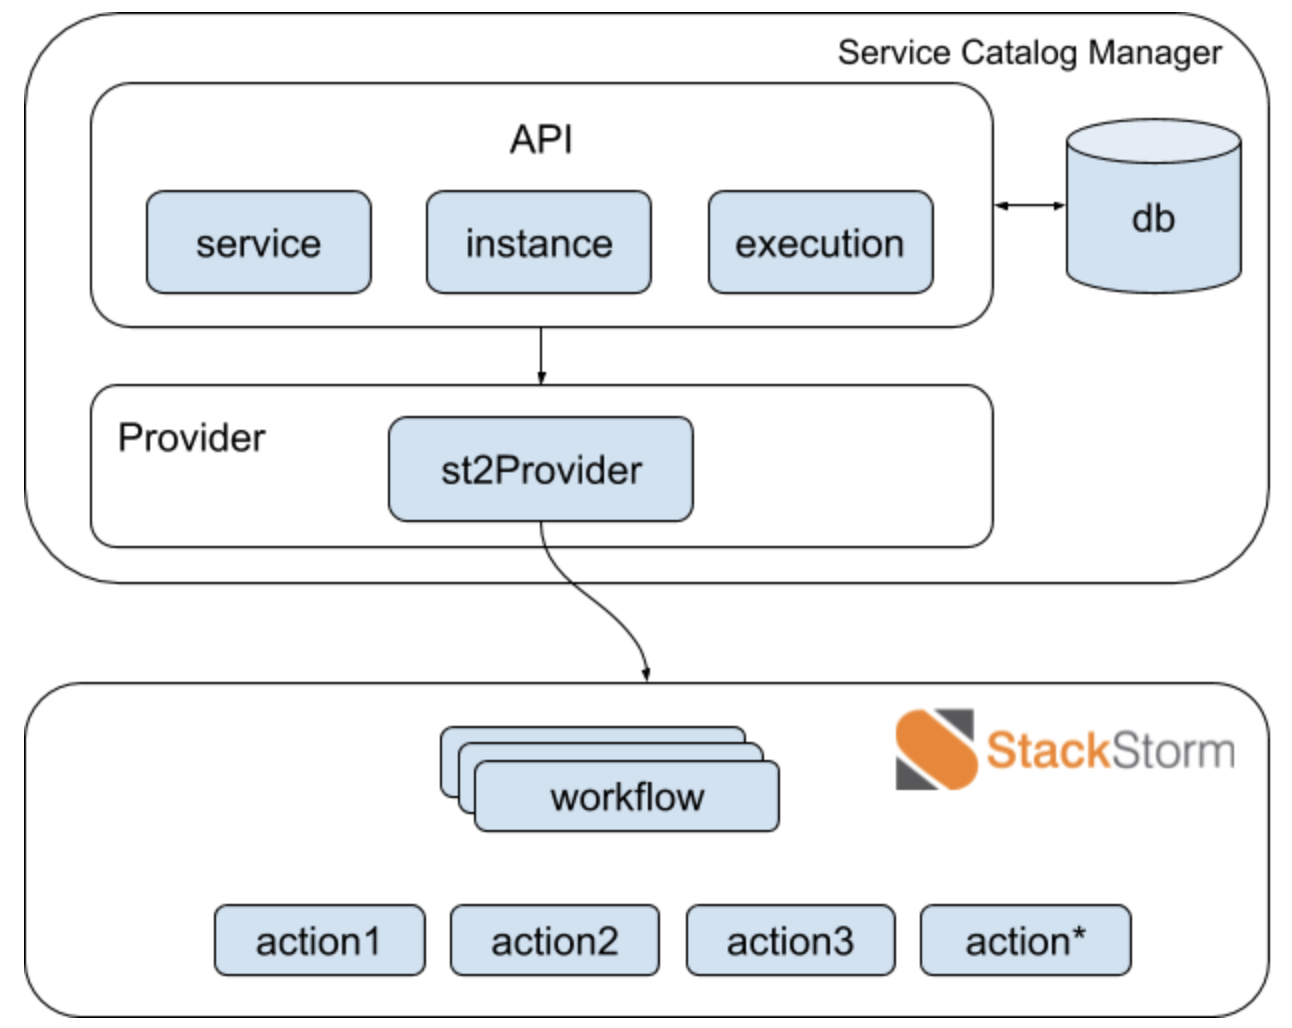 Service Catalog Manager
API
service
instance
execution
db
Provider
st2Provider
StackStorm
workflow
action1
action2
action3
action*